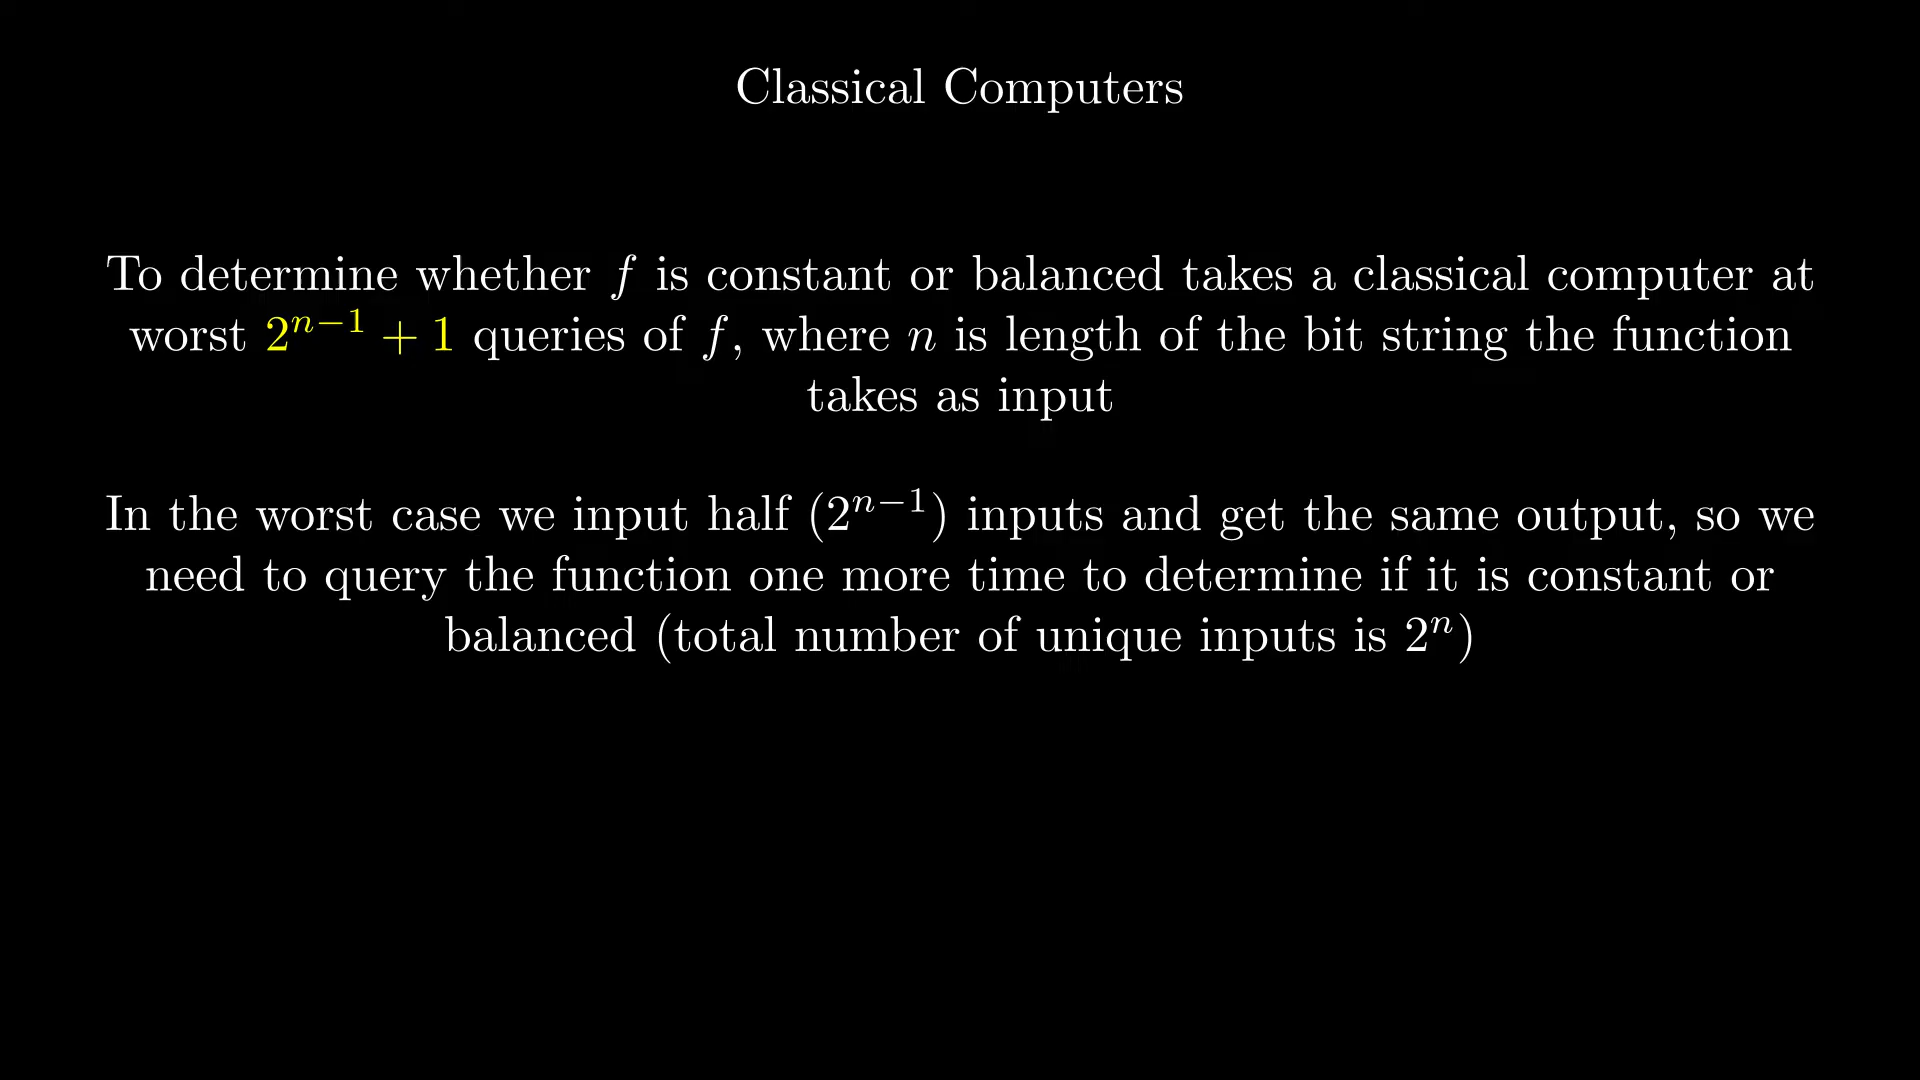 Classical Computers
To determine whether f is constant or balanced takes a classical computer at
worst 2^{n−1} + 1 queries of f, where n is length of the bit string the function
takes as input
In the worst case we input half (2^{n−1}) inputs and get the same output, so we
need to query the function one more time to determine if it is constant or
balanced (total number of unique inputs is 2^n)